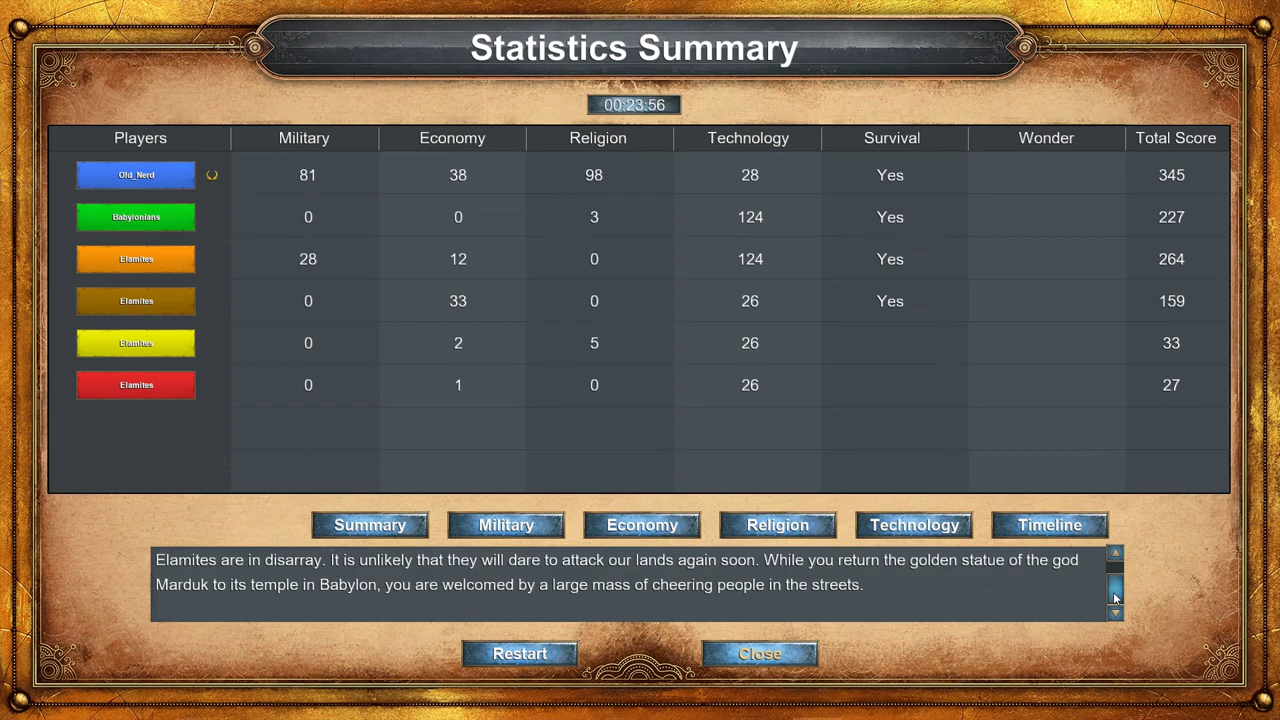 Statistics Summary
00:23:56
Players Military Economy Religion Technology Survival Wonder Total Score
Old_Nerd 81 38 98 28 Yes 345
Babylonians 0 0 3 124 Yes 227
Elamites 28 12 0 124 Yes 264
Elamites 0 33 0 26 Yes 159
Elamites 0 2 5 26 33
Elamites 0 1 0 26 27
Summary Military Economy Religion Technology Timeline
Elamites are in disarray. It is unlikely that they will dare to attack our lands again soon. While you return the golden statue of the god
Marduk to its temple in Babylon, you are welcomed by a large mass of cheering people in the streets.
Restart Close